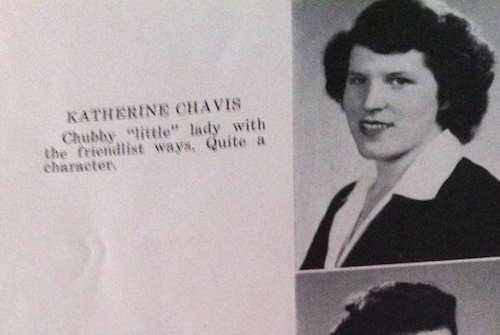 KATHERINE CHAVIS
Chubby "little" lady with
the friendlist ways. Quite a
character.